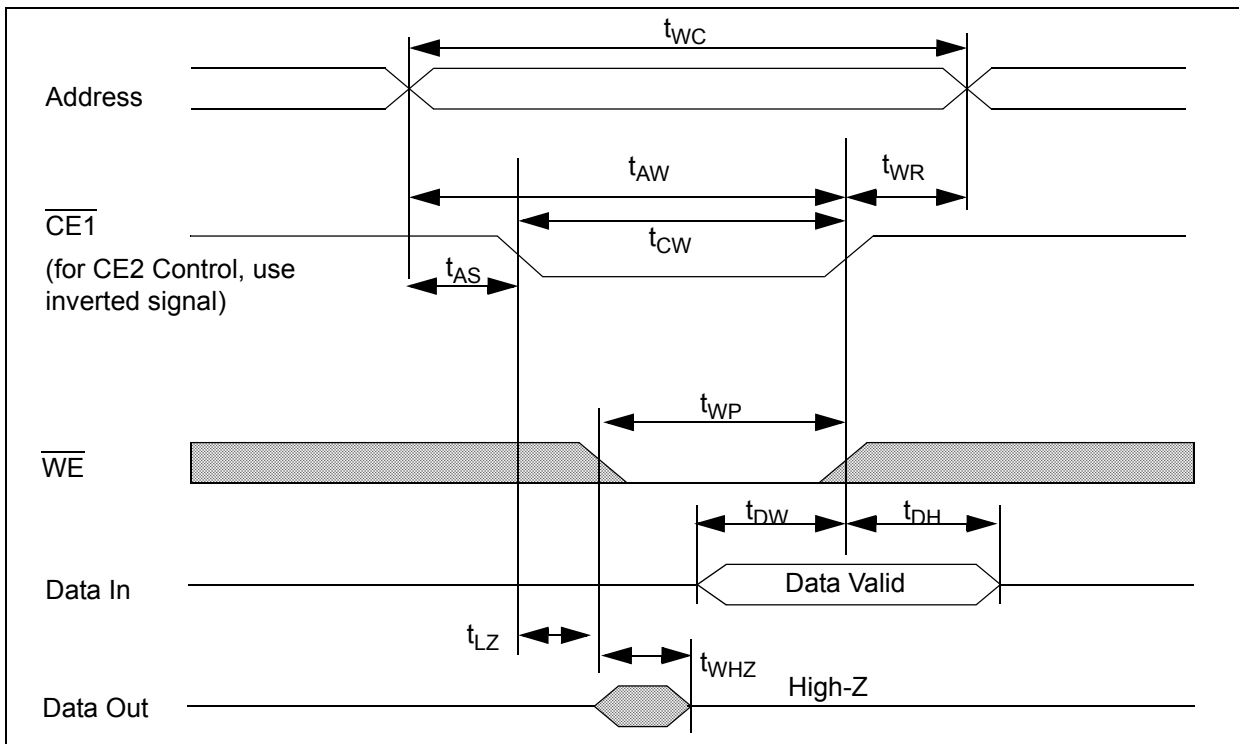 tWC
Address
tAW
tWR
CE1
tCW
(for CE2 Control, use
inverted signal)
tAS
tWP
WE
tDW
tDH
Data In
Data Valid
tLZ
tWHZ
High-Z
Data Out